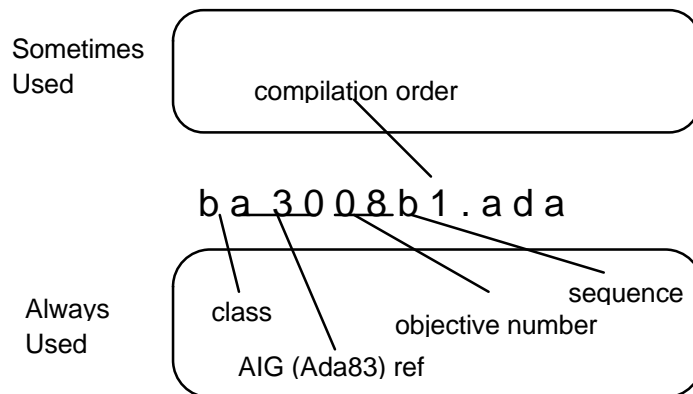 Sometimes
Used
compilation order
ba3008b1.ada
Always
Used
class
sequence
objective number
AIG (Ada83) ref